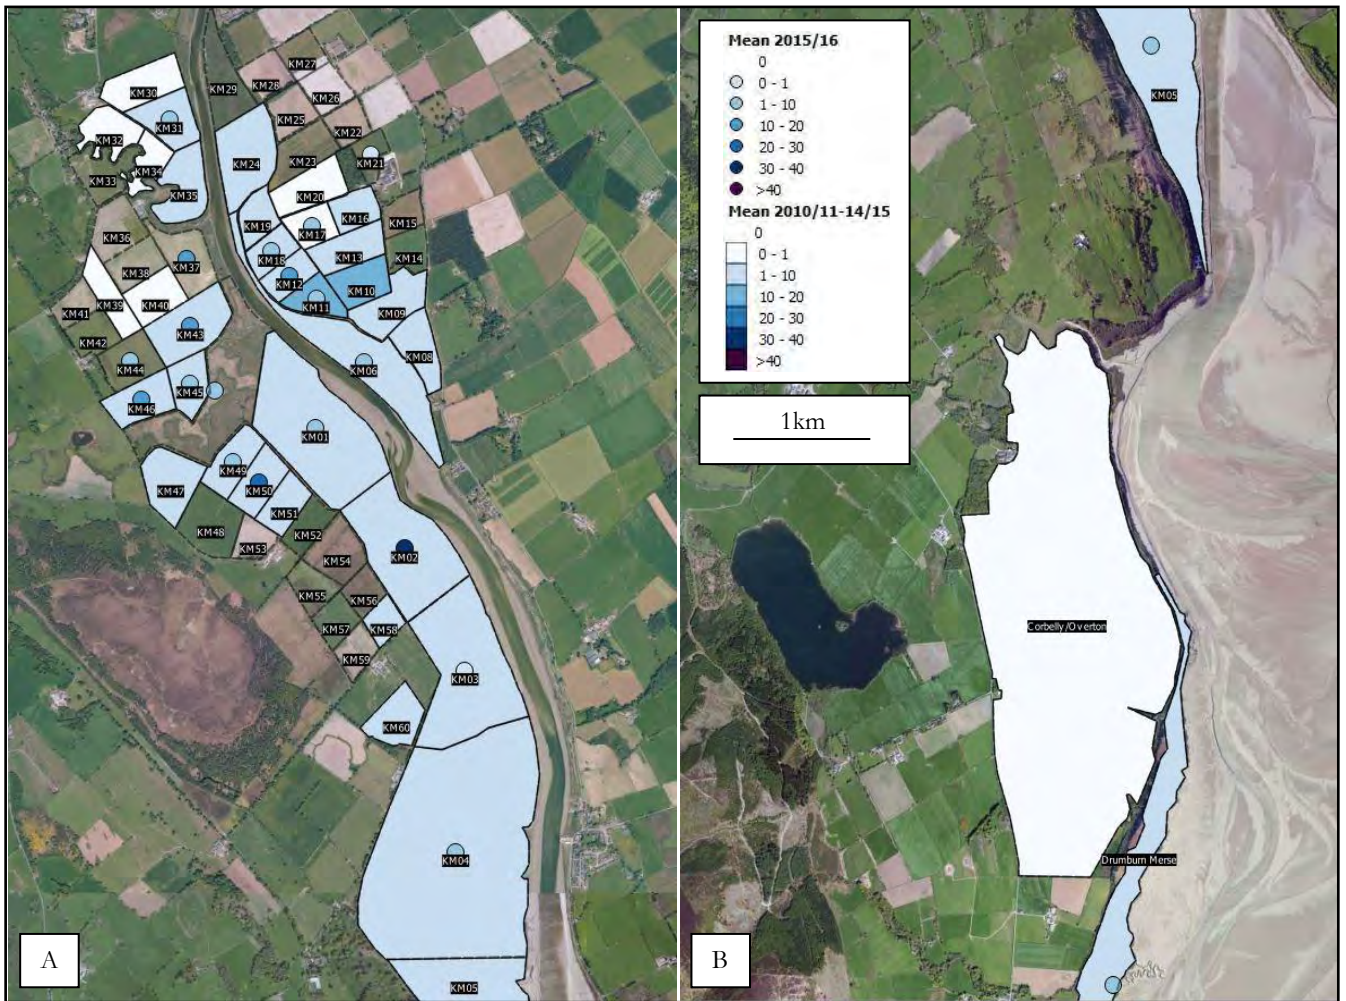 KM27
KM30
KM29
KM28
KM26
KM31
KM25
KM22
KM32
KM21
KM24
KM23
KM34
KM33
KM35
KM20
KM19
KM17
KM16
KM15
KM36
KM37
KM18
KM13
KM14
KM38
KM12
KM10
KM39
KM40
KM11
KM09
KM41
KM43
KM42
KM08
KM44
KM06
KM45
KM46
KM01
KM49
KM47
KM50
KM51
KM48
KM52
KM53
KM02
KM54
KM55
KM56
KM57
KM58
KM59
KM03
KM60
KM04
KM05
A
Mean 2015/16
0
0 - 1
1 - 10
10 - 20
20 - 30
30 - 40
>40
Mean 2010/11-14/15
0
0 - 1
1 - 10
10 - 20
20 - 30
30 - 40
>40
1km
KM05
Corbelly/Overton
Drumburn Merse
B